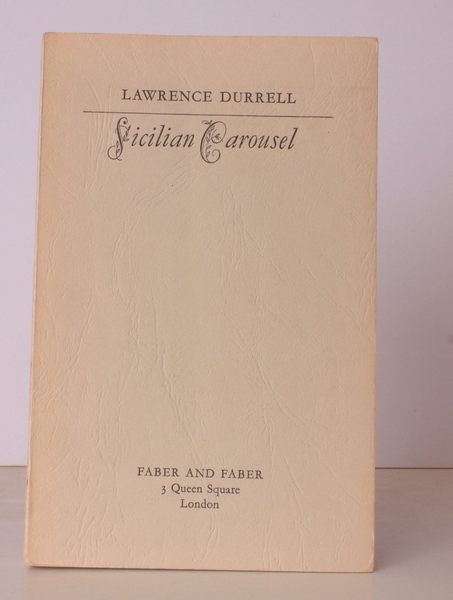 LAWRENCE DURRELL
Sicilian Carousel
FABER AND FABER
3 Queen Square
London